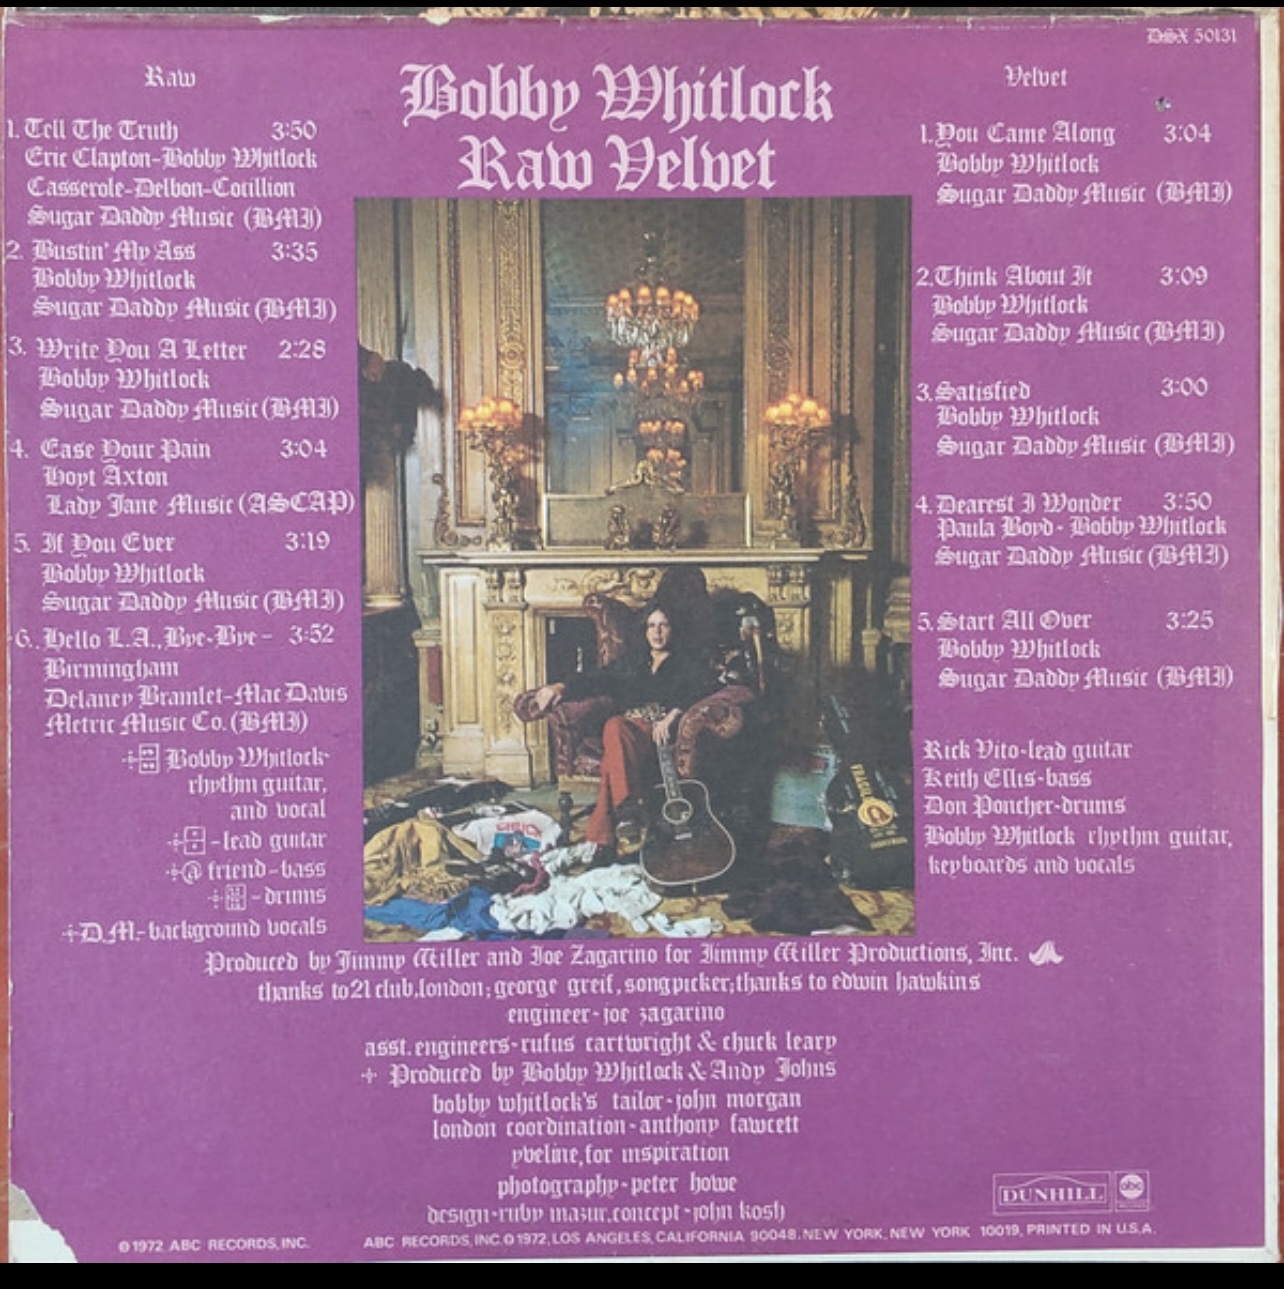 DSX 50131
Bobby Whitlock
Raw Velvet
Raw
1. Tell The Truth 3:50
Eric Clapton-Bobby Whitlock
Casserole-Delbon-Cotillion
Sugar Daddy Music (BMI)
2. Bustin' My Ass 3:35
Bobby Whitlock
Sugar Daddy Music (BMI)
3. Write You A Letter 2:28
Bobby Whitlock
Sugar Daddy Music (BMI)
4. Ease Your Pain 3:04
Hoyt Axton
Lady Jane Music (ASCAP)
5. If You Ever 3:19
Bobby Whitlock
Sugar Daddy Music (BMI)
6. Hello L.A., Bye-Bye - 3:52
Birmingham
Delaney Bramlet-Mac Davis
Metric Music Co. (BMI)
+ Bobby Whitlock-
rhythm guitar,
and vocal
+ -lead guitar
+@ friend-bass
+ -drums
+D.M.-background vocals
Velvet
1. You Came Along 3:04
Bobby Whitlock
Sugar Daddy Music (BMI)
2. Think About It 3:09
Bobby Whitlock
Sugar Daddy Music (BMI)
3. Satisfied 3:00
Bobby Whitlock
Sugar Daddy Music (BMI)
4. Dearest I Wonder 3:50
Paula Boyd - Bobby Whitlock
Sugar Daddy Music (BMI)
5. Start All Over 3:25
Bobby Whitlock
Sugar Daddy Music (BMI)
Rick Vito-lead guitar
Keith Ellis-bass
Don Poncher-drums
Bobby Whitlock rhythm guitar,
keyboards and vocals
Produced by Jimmy Miller and Joe Zagarino for Jimmy Miller Productions, Inc.
thanks to 21 club, london; george greif, songpicker; thanks to edwin hawkins
engineer-joe zagarino
asst. engineers-rufus cartwright & chuck leary
+ Produced by Bobby Whitlock & Andy Johns
bobby whitlock's tailor-john morgan
london coordination-anthony fawcett
yveline, for inspiration
photography-peter howe
design-ruby mazur. concept-john kosh
DUNHILL
abc
℗ 1972 ABC RECORDS, INC.
ABC RECORDS, INC. © 1972, LOS ANGELES, CALIFORNIA 90048. NEW YORK, NEW YORK 10019, PRINTED IN U.S.A.